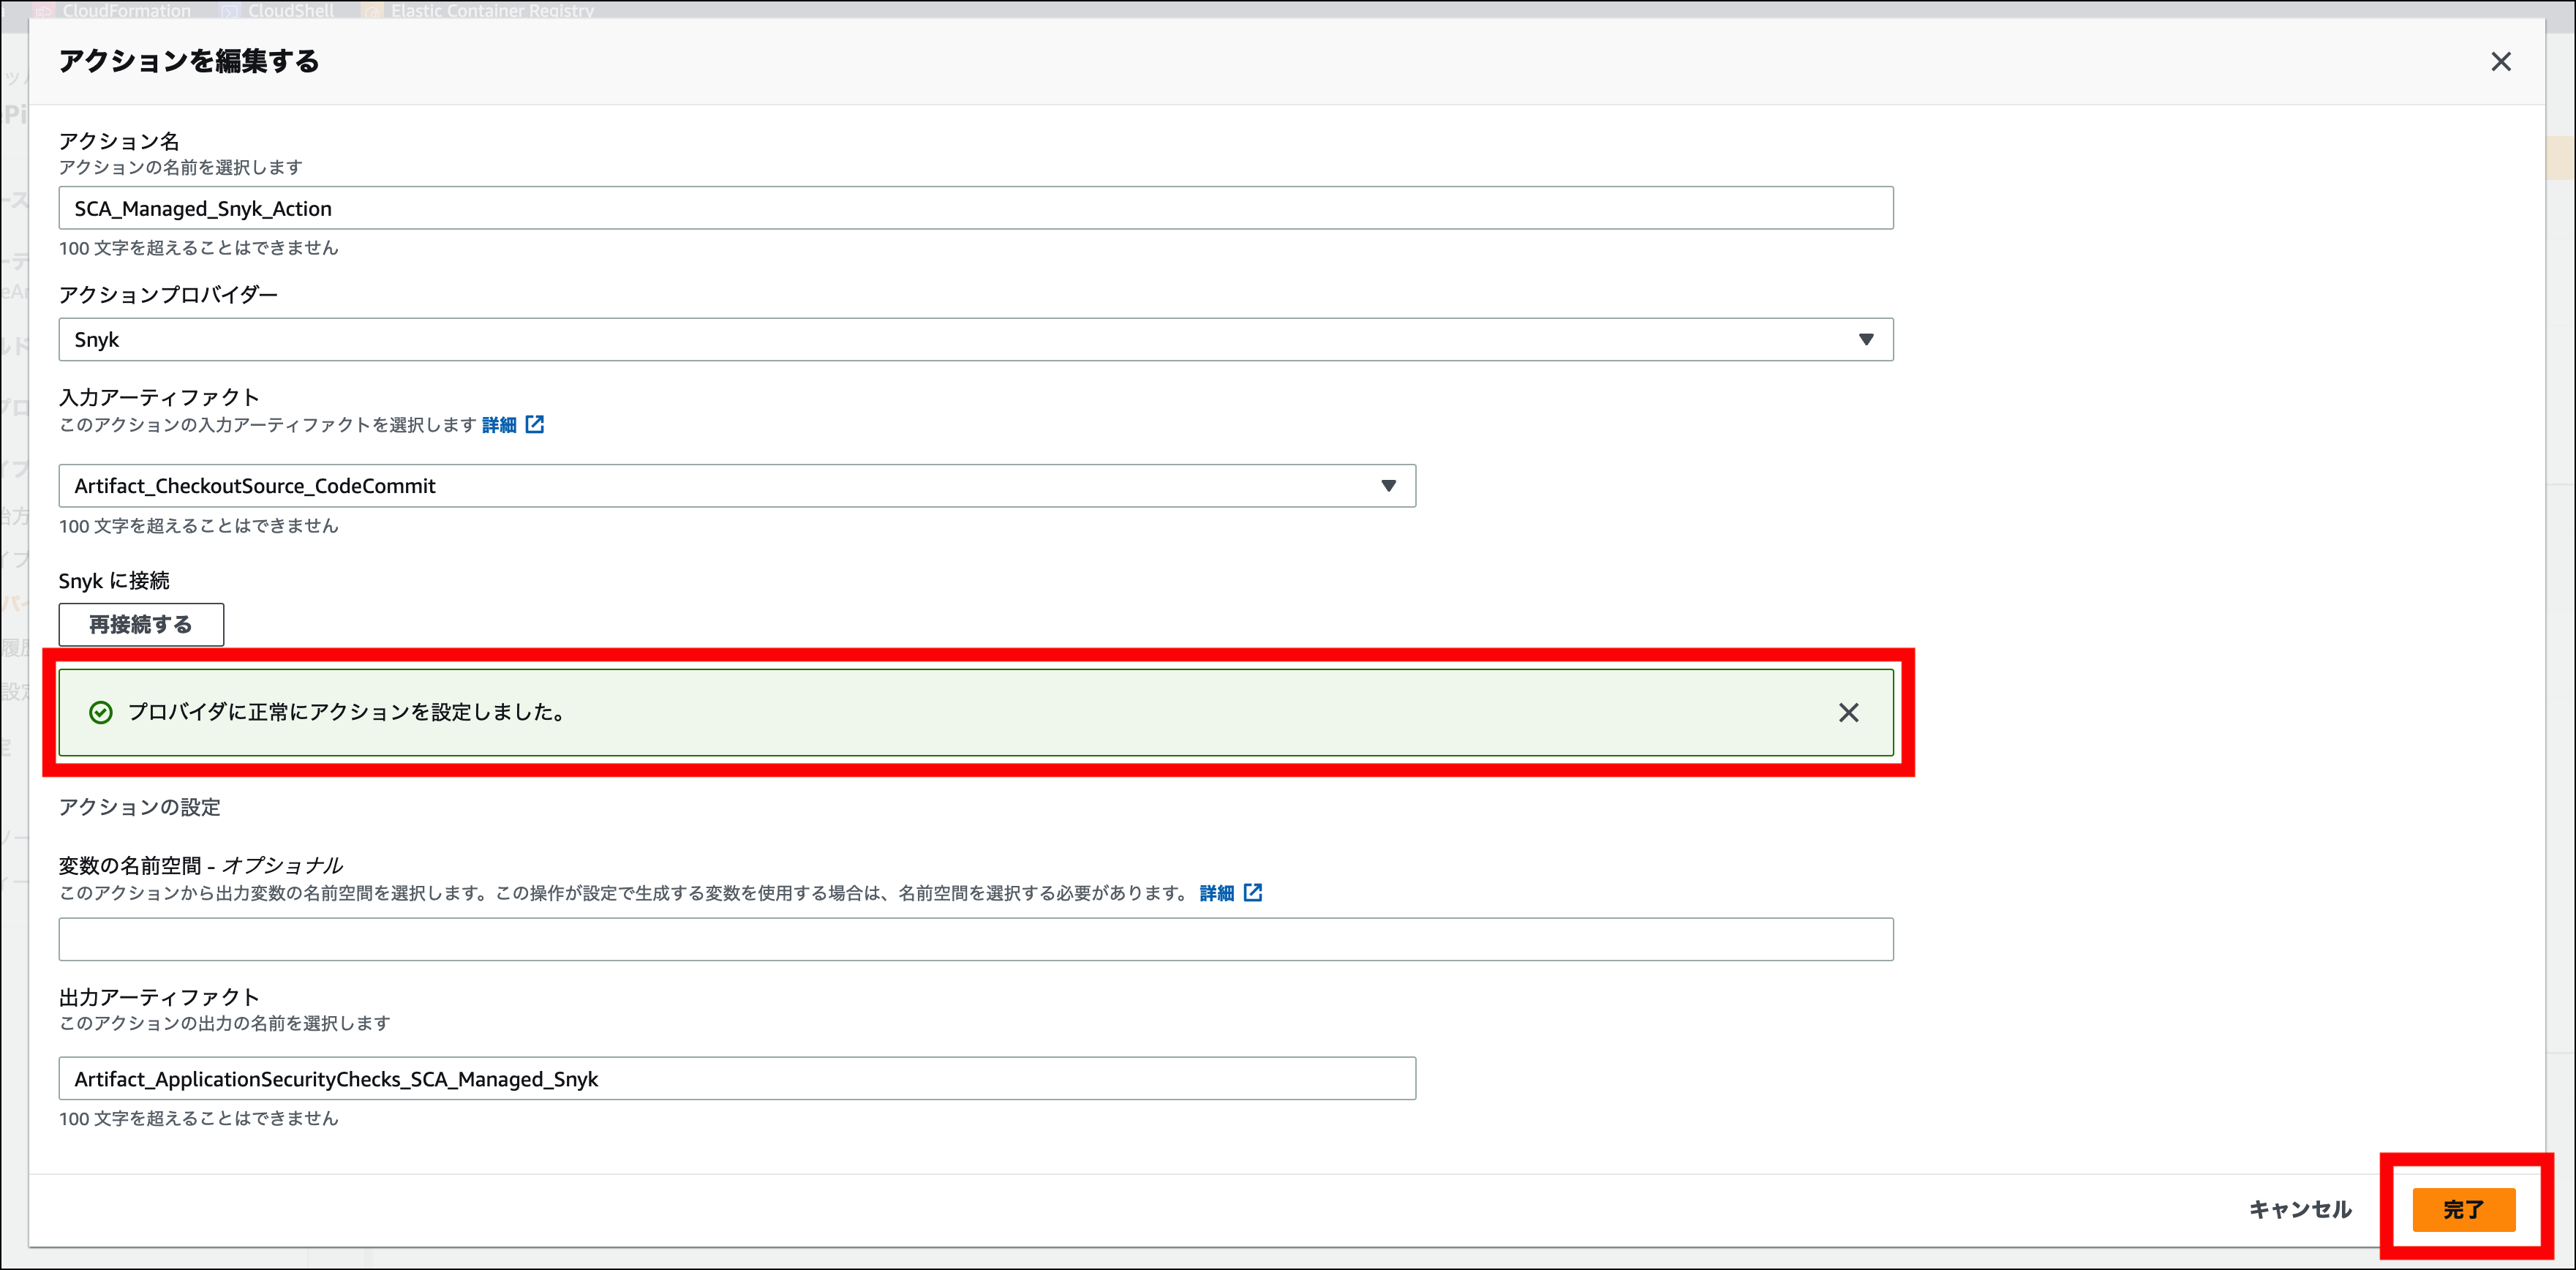 CloudFormation CloudShell Elastic Container Registry
アクションを編集する
アクション名
アクションの名前を選択します
SCA_Managed_Snyk_Action
100 文字を超えることはできません
アクションプロバイダー
Snyk
入力アーティファクト
このアクションの入力アーティファクトを選択します 詳細
Artifact_CheckoutSource_CodeCommit
100 文字を超えることはできません
Snyk に接続
再接続する
プロバイダに正常にアクションを設定しました。
アクションの設定
変数の名前空間 - オプショナル
このアクションから出力変数の名前空間を選択します。この操作が設定で生成する変数を使用する場合は、名前空間を選択する必要があります。 詳細
出力アーティファクト
このアクションの出力の名前を選択します
Artifact_ApplicationSecurityChecks_SCA_Managed_Snyk
100 文字を超えることはできません
キャンセル 完了